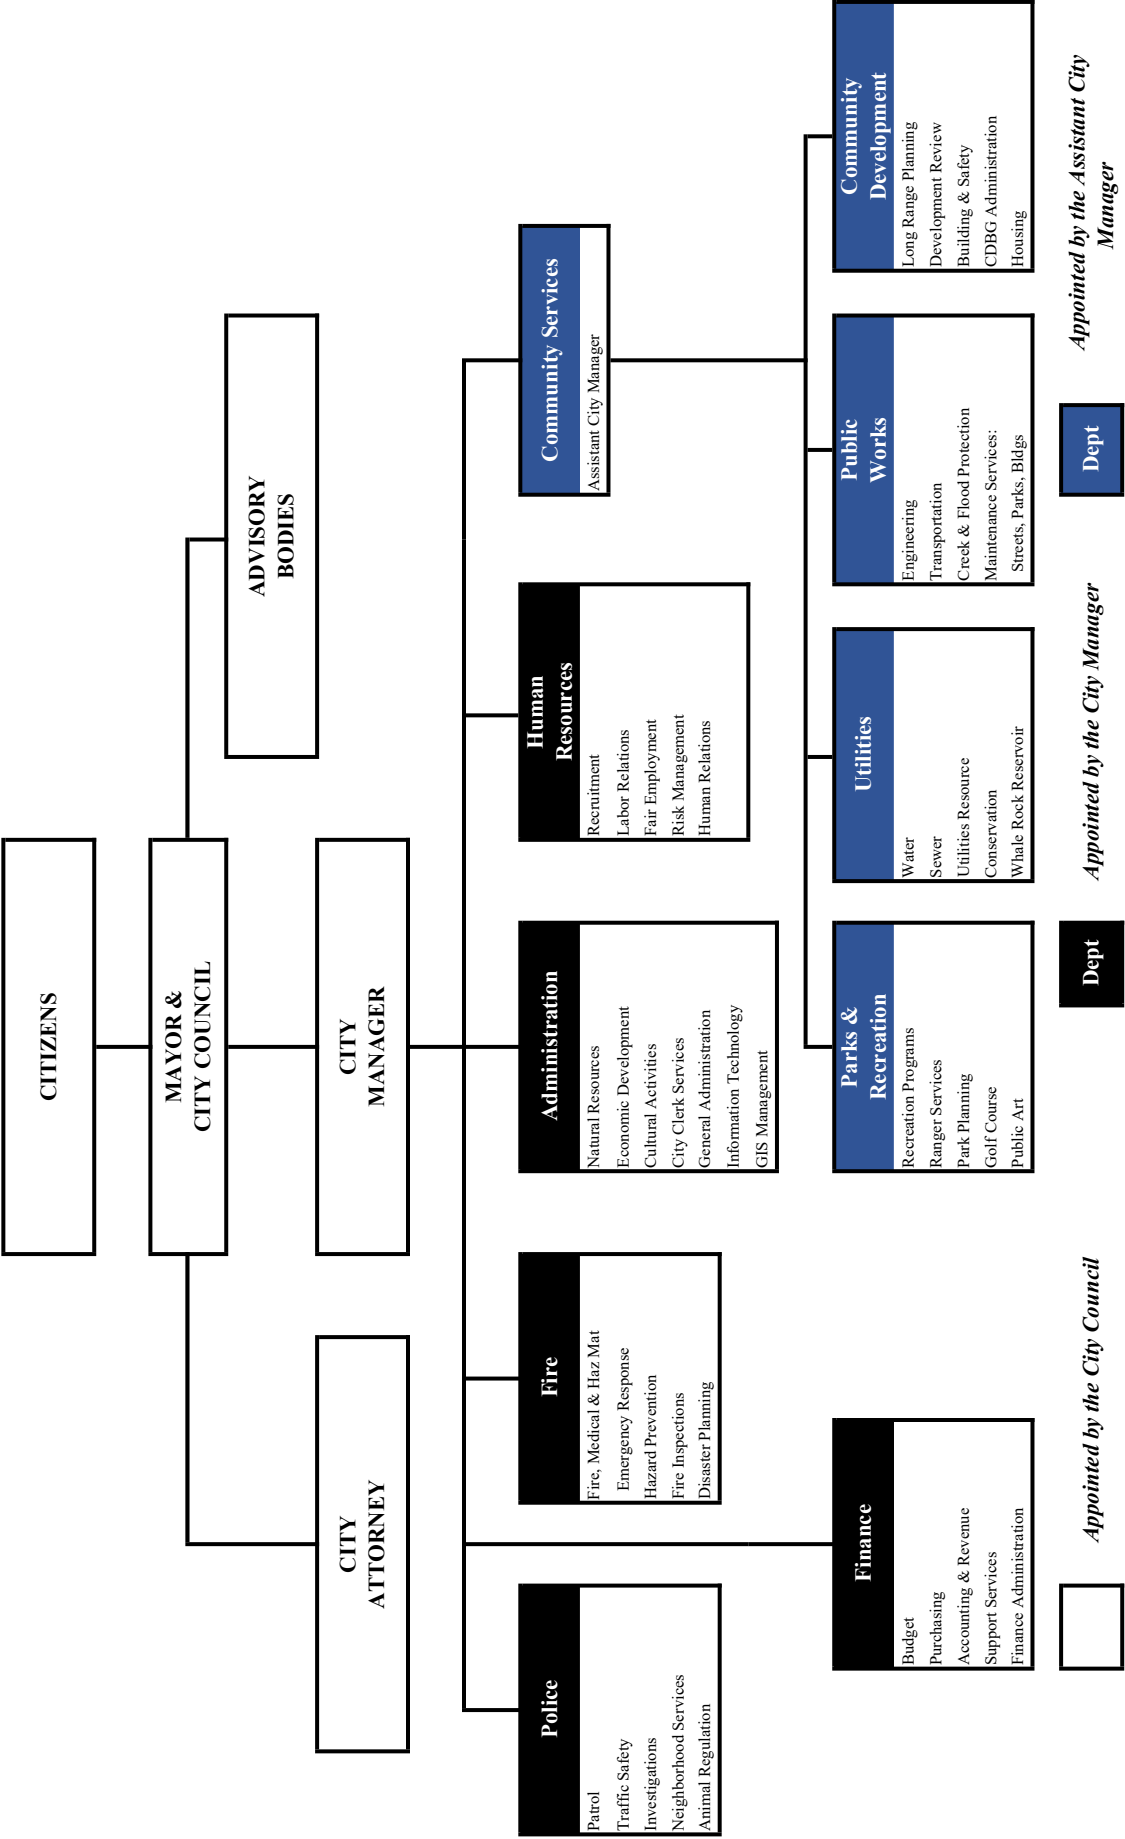 CITIZENS
MAYOR &
CITY COUNCIL
ADVISORY
BODIES
CITY
ATTORNEY
CITY
MANAGER
Police
Patrol
Traffic Safety
Investigations
Neighborhood Services
Animal Regulation
Fire
Fire, Medical & Haz Mat
Emergency Response
Hazard Prevention
Fire Inspections
Disaster Planning
Administration
Natural Resources
Economic Development
Cultural Activities
City Clerk Services
General Administration
Information Technology
GIS Management
Human
Resources
Recruitment
Labor Relations
Fair Employment
Risk Management
Human Relations
Community Services
Assistant City Manager
Finance
Budget
Purchasing
Accounting & Revenue
Support Services
Finance Administration
Parks &
Recreation
Recreation Programs
Ranger Services
Park Planning
Golf Course
Public Art
Utilities
Water
Sewer
Utilities Resource
Conservation
Whale Rock Reservoir
Public
Works
Engineering
Transportation
Creek & Flood Protection
Maintenance Services:
Streets, Parks, Bldgs
Community
Development
Long Range Planning
Development Review
Building & Safety
CDBG Administration
Housing
Appointed by the City Council
Dept
Appointed by the City Manager
Dept
Appointed by the Assistant City
Manager